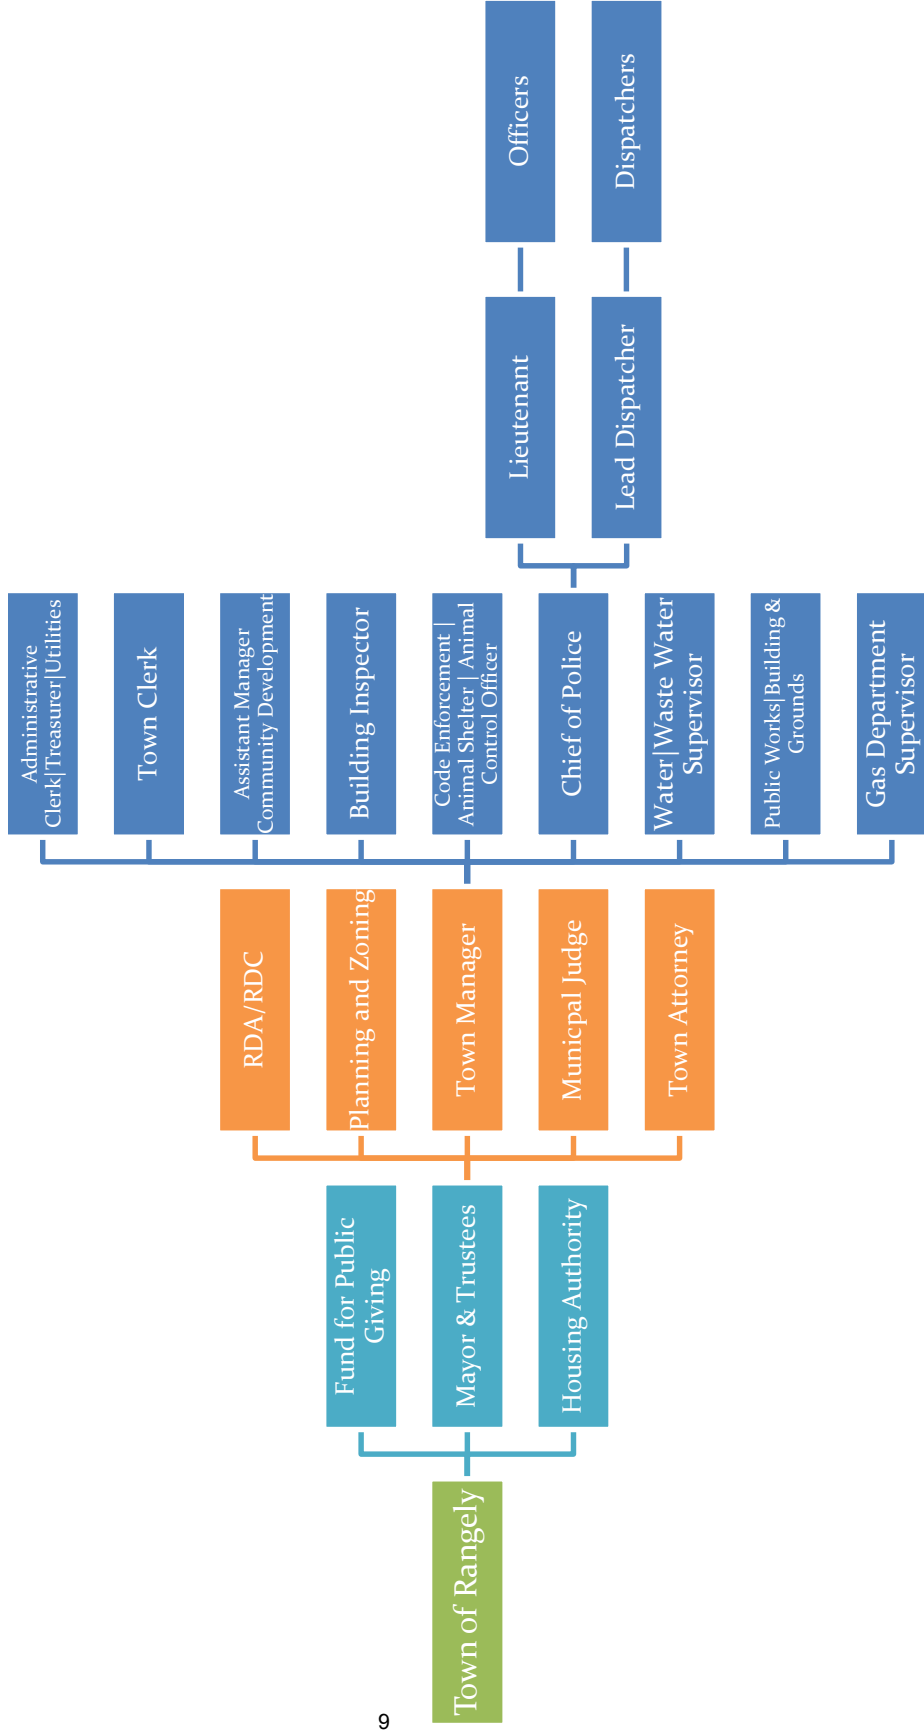 Town of Rangely
Fund for Public
Giving
Mayor & Trustees
Housing Authority
RDA/RDC
Planning and Zoning
Town Manager
Municpal Judge
Town Attorney
Administrative
Clerk|Treasurer|Utilities
Town Clerk
Assistant Manager
Community Development
Building Inspector
Code Enforcement |
Animal Shelter | Animal
Control Officer
Chief of Police
Water|Waste Water
Supervisor
Public Works|Building &
Grounds
Gas Department
Supervisor
Lieutenant
Lead Dispatcher
Officers
Dispatchers
9